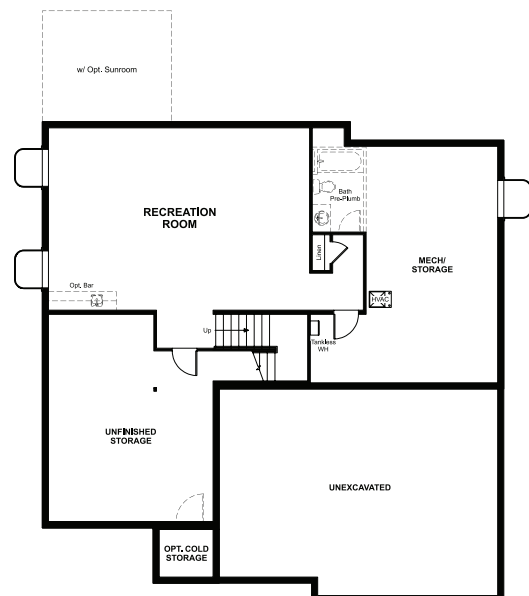 w/ Opt. Sunroom
Bath
Pre-Plumb
RECREATION
ROOM
Linen
MECH/
STORAGE
Opt. Bar
HVAC
Up
Tankless
WH
UNFINISHED
STORAGE
UNEXCAVATED
OPT. COLD
STORAGE